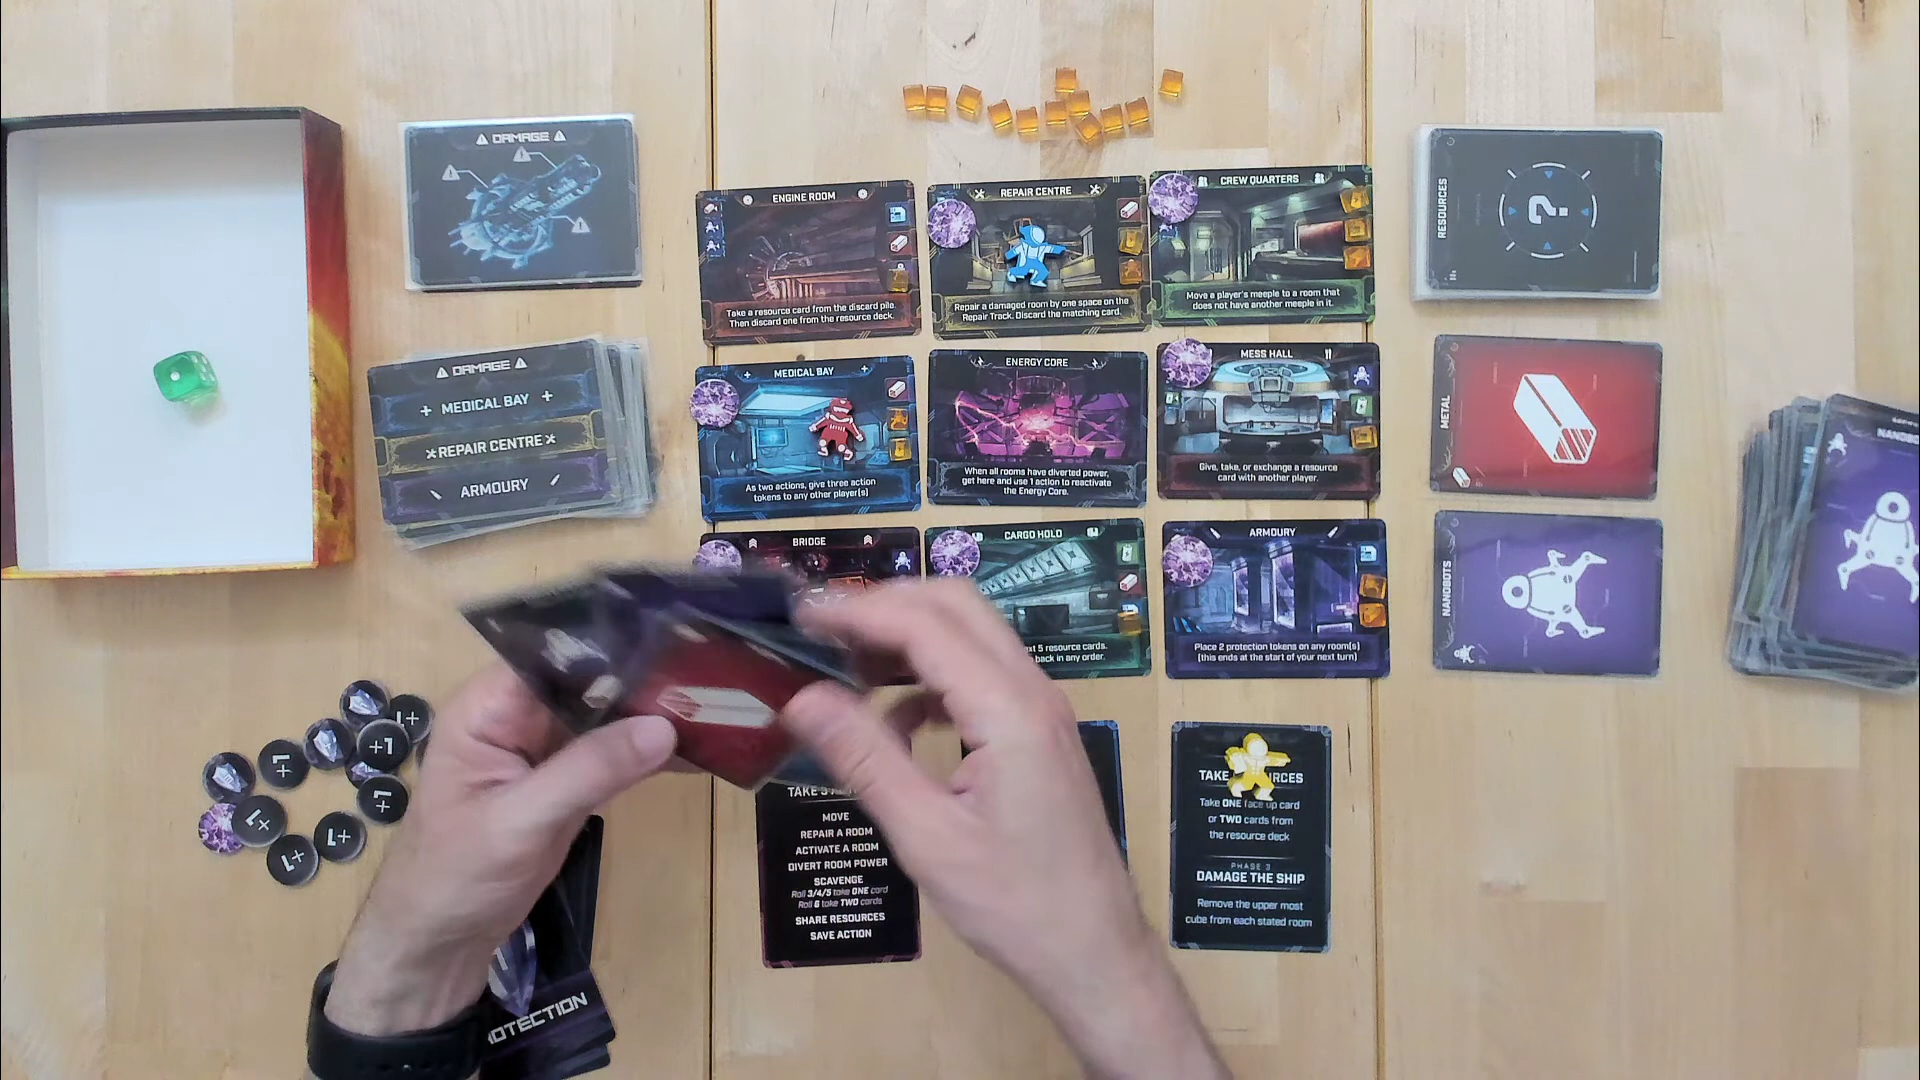 DAMAGE
DAMAGE
MEDICAL BAY
REPAIR CENTRE
ARMOURY
ENGINE ROOM
Take a resource card from the discard pile.
Then discard one from the resource deck.
REPAIR CENTRE
Repair a damaged room by one space on the
Repair Track. Discard the matching card.
CREW QUARTERS
Move a player's meeple to a room that
does not have another meeple in it.
MEDICAL BAY
As two actions, give three action
tokens to any other player(s)
ENERGY CORE
When all rooms have diverted power,
get here and use 1 action to reactivate
the Energy Core.
MESS HALL
Give, take, or exchange a resource
card with another player.
BRIDGE
CARGO HOLD
5 resource cards.
back in any order.
ARMOURY
Place 2 protection tokens on any room(s)
(this ends at the start of your next turn)
RESOURCES
METAL
NANOBOTS
+1
+1
+1
+1
+1
+1
+1
MOVE
REPAIR A ROOM
ACTIVATE A ROOM
DIVERT ROOM POWER
SCAVENGE
Roll 3/4/5 take ONE card
Roll 6 take TWO cards
SHARE RESOURCES
SAVE ACTION
TAKE
Take ONE face up card
or TWO cards from
the resource deck
PHASE 3
DAMAGE THE SHIP
Remove the upper most
cube from each stated room